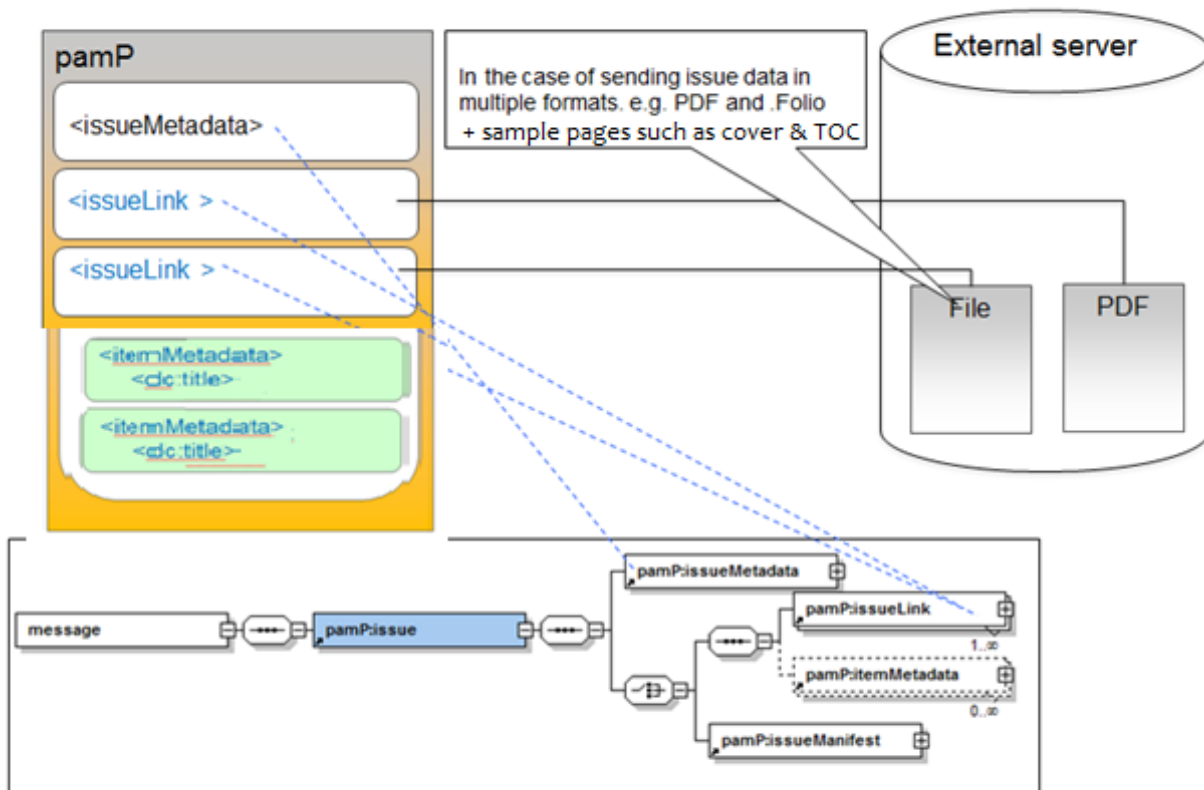 pamP
<issueMetadata>
<issueLink >
<issueLink >
<itemMetadata>
<dc:title>
<itemMetadata>
<dc:title>
In the case of sending issue data in
multiple formats. e.g. PDF and .Folio
+ sample pages such as cover & TOC
External server
File
PDF
message
pamP:issue
pamP:issueMetadata
pamP:issueLink
1..∞
pamP:itemMetadata
0..∞
pamP:issueManifest